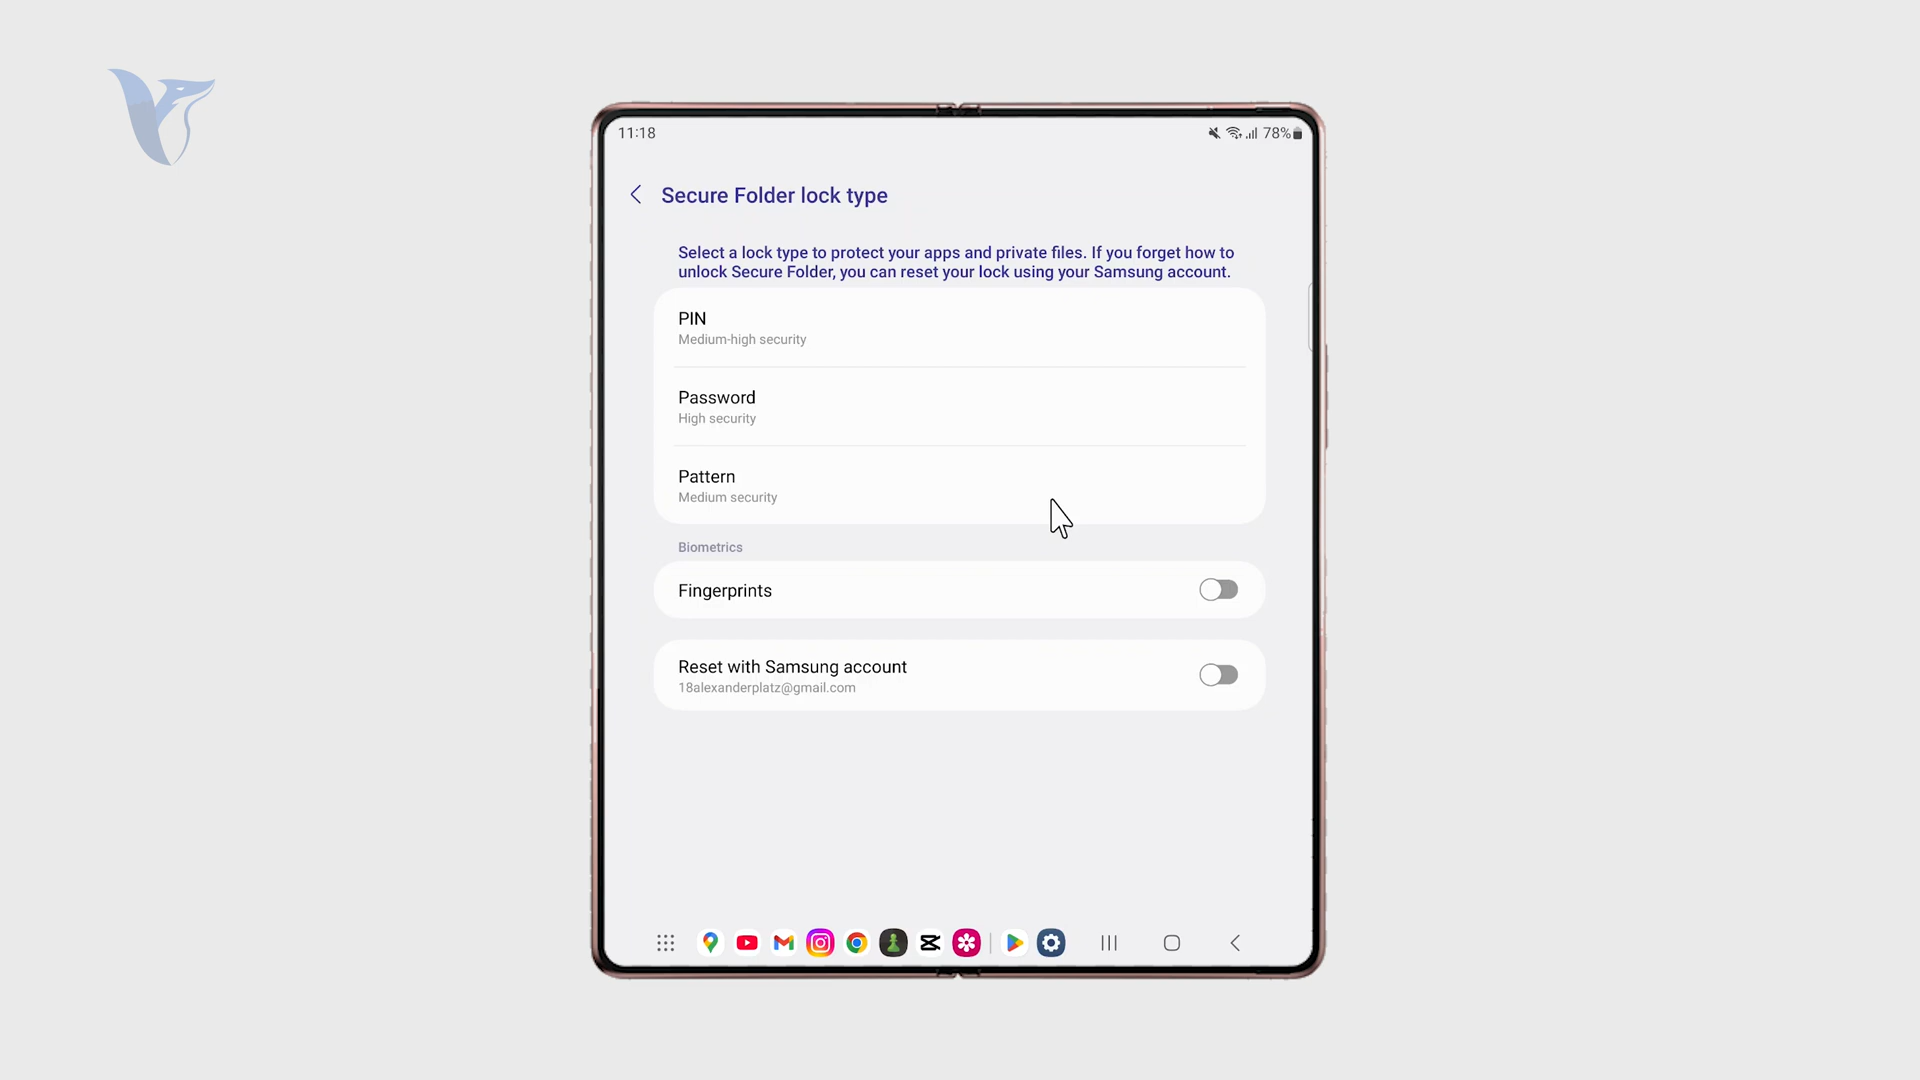 11:18
78%
Secure Folder lock type
Select a lock type to protect your apps and private files. If you forget how to
unlock Secure Folder, you can reset your lock using your Samsung account.
PIN
Medium-high security
Password
High security
Pattern
Medium security
Biometrics
Fingerprints
Reset with Samsung account
18alexanderplatz@gmail.com